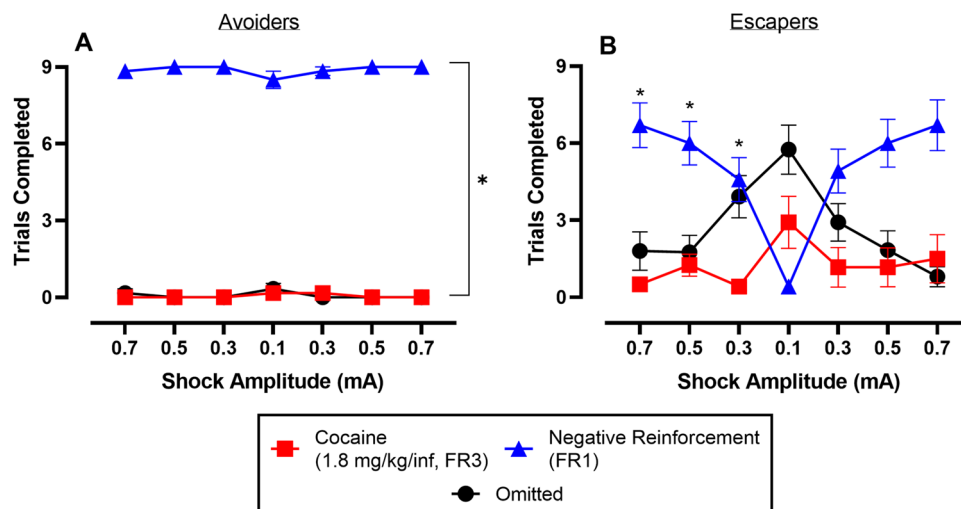 Avoiders
Escapers
A
Trials Completed
9
6
3
0
*
0.7 0.5 0.3 0.1 0.3 0.5 0.7
Shock Amplitude (mA)
B
Trials Completed
9
6
3
0
* * *
0.7 0.5 0.3 0.1 0.3 0.5 0.7
Shock Amplitude (mA)
Cocaine
(1.8 mg/kg/inf, FR3)
Negative Reinforcement
(FR1)
Omitted